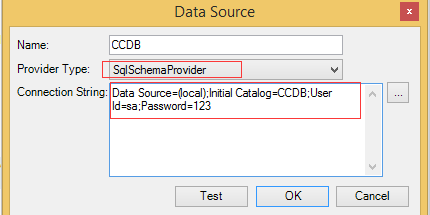 Data Source
Name: CCDB
Provider Type: SqlSchemaProvider
Connection String: Data Source=(local);Initial Catalog=CCDB;User
Id=sa;Password=123
...
Test OK Cancel